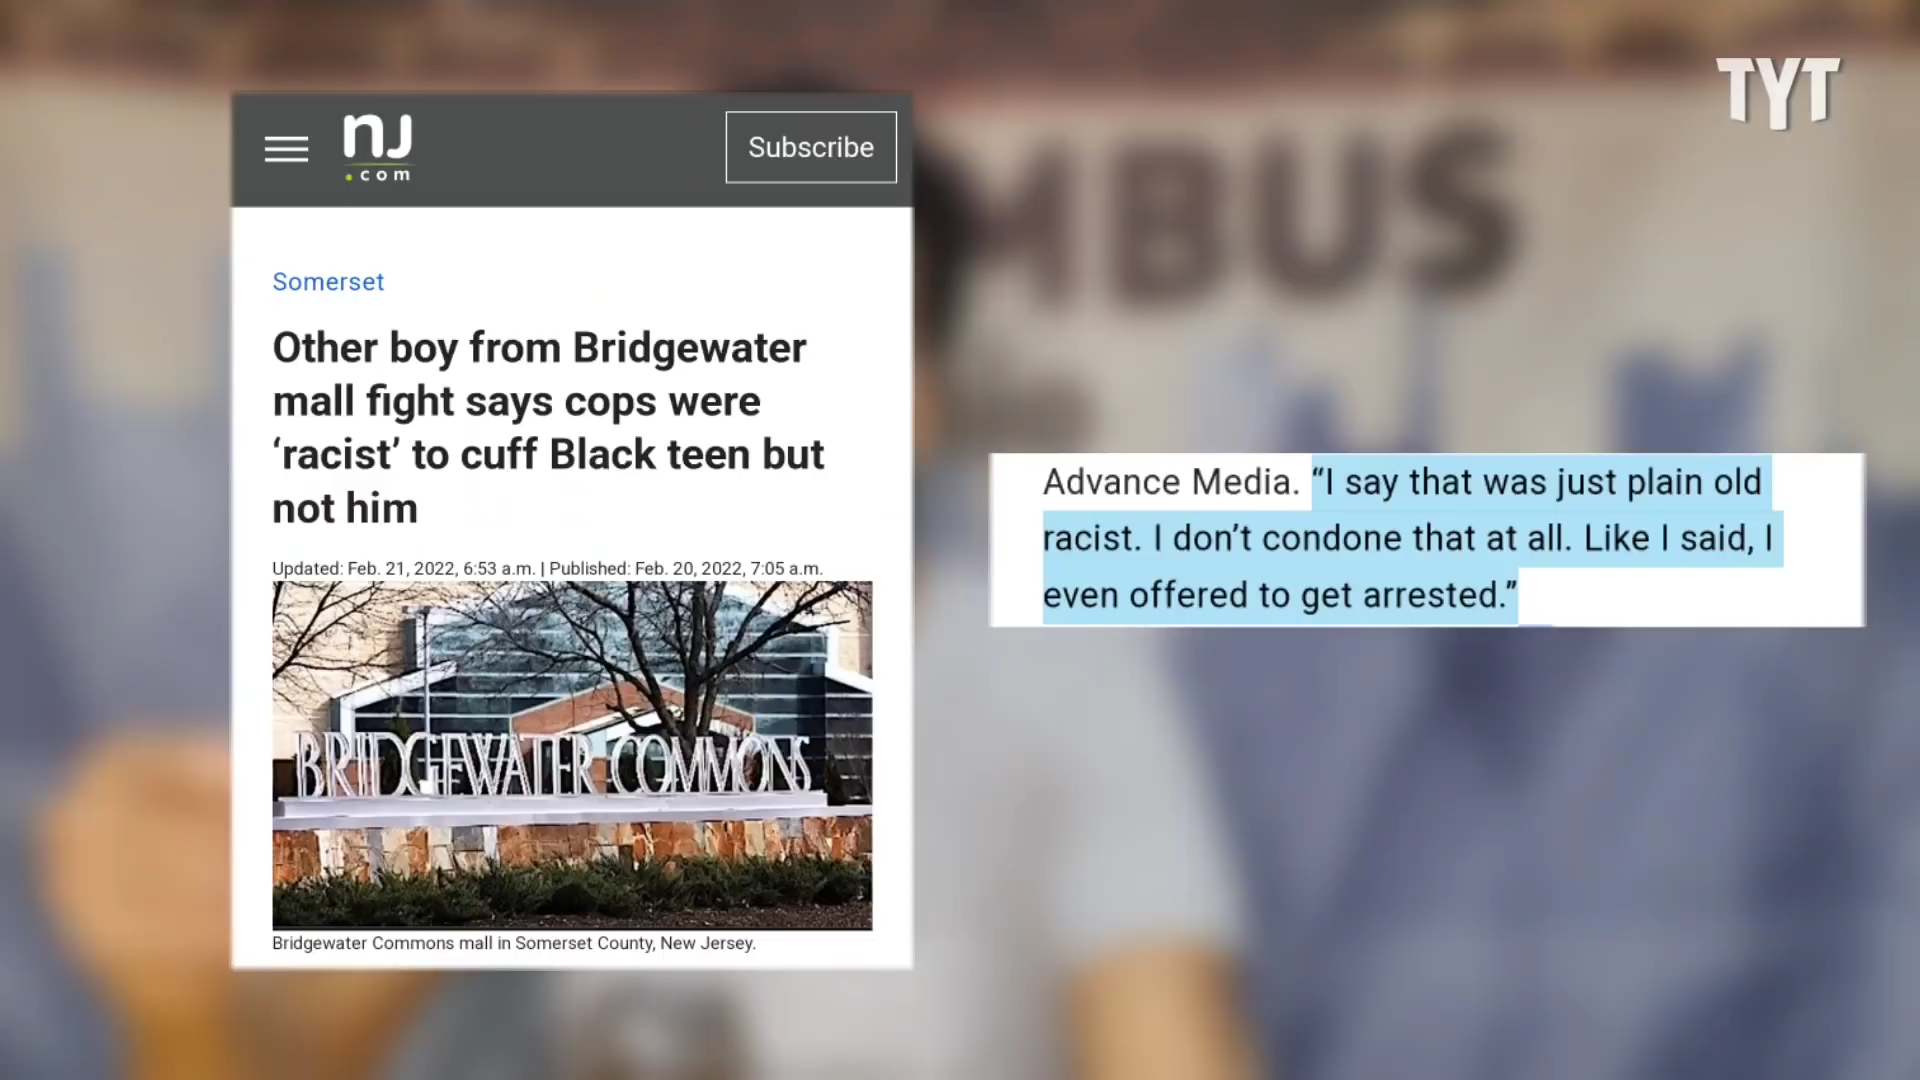 TYT
nj
.com
Subscribe
Somerset
Other boy from Bridgewater
mall fight says cops were
‘racist’ to cuff Black teen but
not him
Updated: Feb. 21, 2022, 6:53 a.m. | Published: Feb. 20, 2022, 7:05 a.m.
BRIDGEWATER COMMONS
Bridgewater Commons mall in Somerset County, New Jersey.
Advance Media. “I say that was just plain old
racist. I don’t condone that at all. Like I said, I
even offered to get arrested.”
MBUS